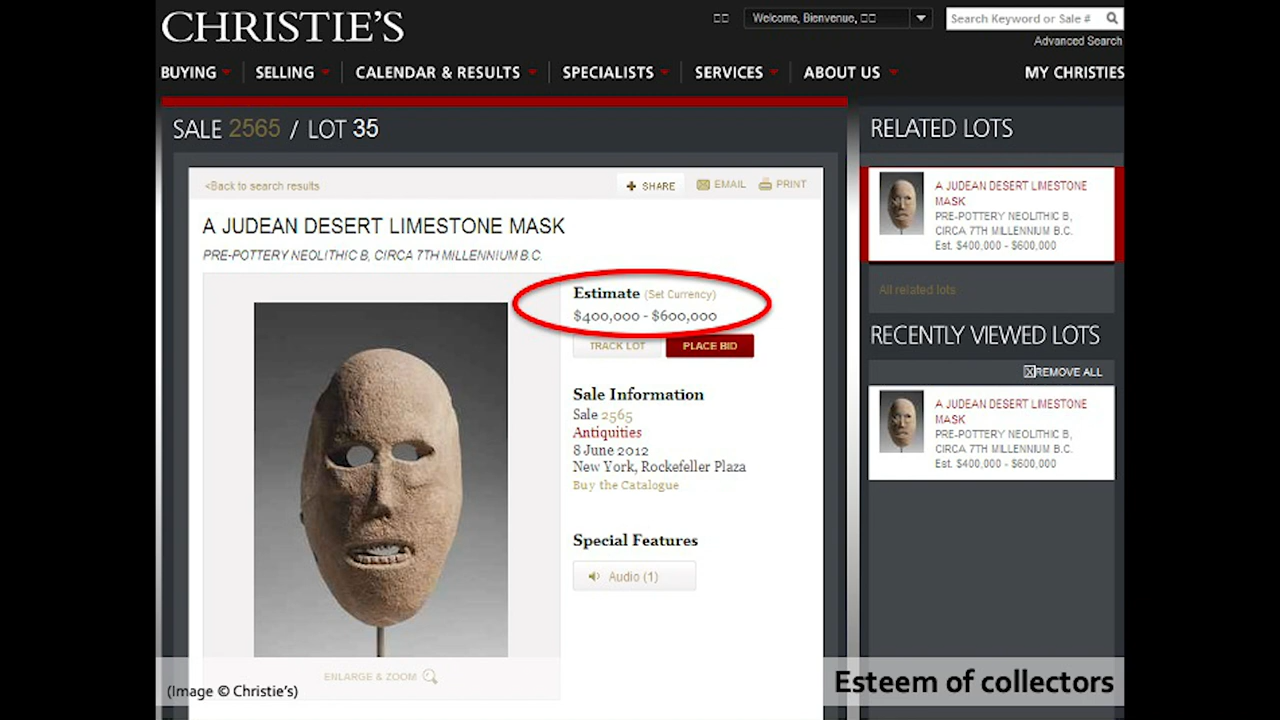 CHRISTIE'S
Welcome, Bienvenue,
Search Keyword or Sale #
Advanced Search
BUYING
SELLING
CALENDAR & RESULTS
SPECIALISTS
SERVICES
ABOUT US
MY CHRISTIES
SALE 2565 / LOT 35
<Back to search results
SHARE
EMAIL
PRINT
A JUDEAN DESERT LIMESTONE MASK
PRE-POTTERY NEOLITHIC B, CIRCA 7TH MILLENNIUM B.C.
Estimate (Set Currency)
$400,000 - $600,000
TRACK LOT
PLACE BID
Sale Information
Sale 2565
Antiquities
8 June 2012
New York, Rockefeller Plaza
Buy the Catalogue
Special Features
Audio (1)
ENLARGE & ZOOM
(Image © Christie's)
RELATED LOTS
A JUDEAN DESERT LIMESTONE
MASK
PRE-POTTERY NEOLITHIC B,
CIRCA 7TH MILLENNIUM B.C.
Est. $400,000 - $600,000
All related lots
RECENTLY VIEWED LOTS
REMOVE ALL
A JUDEAN DESERT LIMESTONE
MASK
PRE-POTTERY NEOLITHIC B,
CIRCA 7TH MILLENNIUM B.C.
Est. $400,000 - $600,000
Esteem of collectors